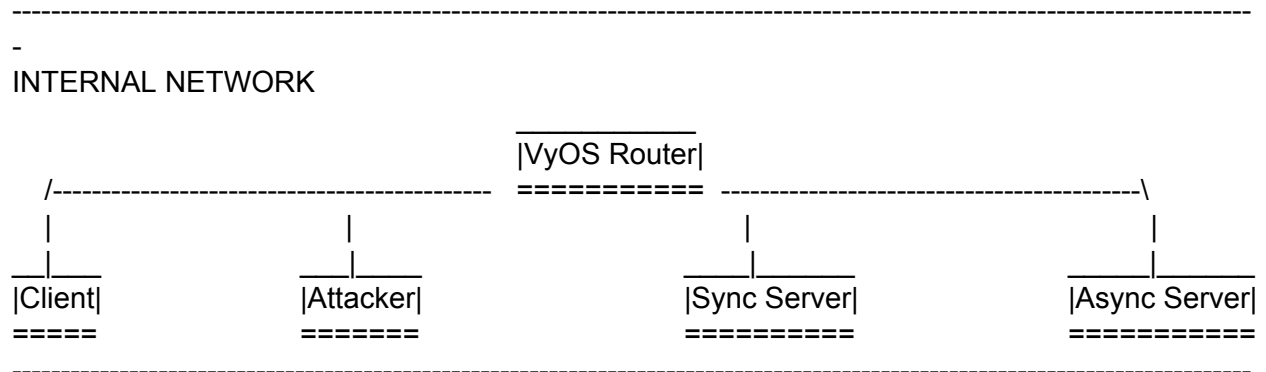 INTERNAL NETWORK
|VyOS Router|
|Client| |Attacker| |Sync Server| |Async Server|